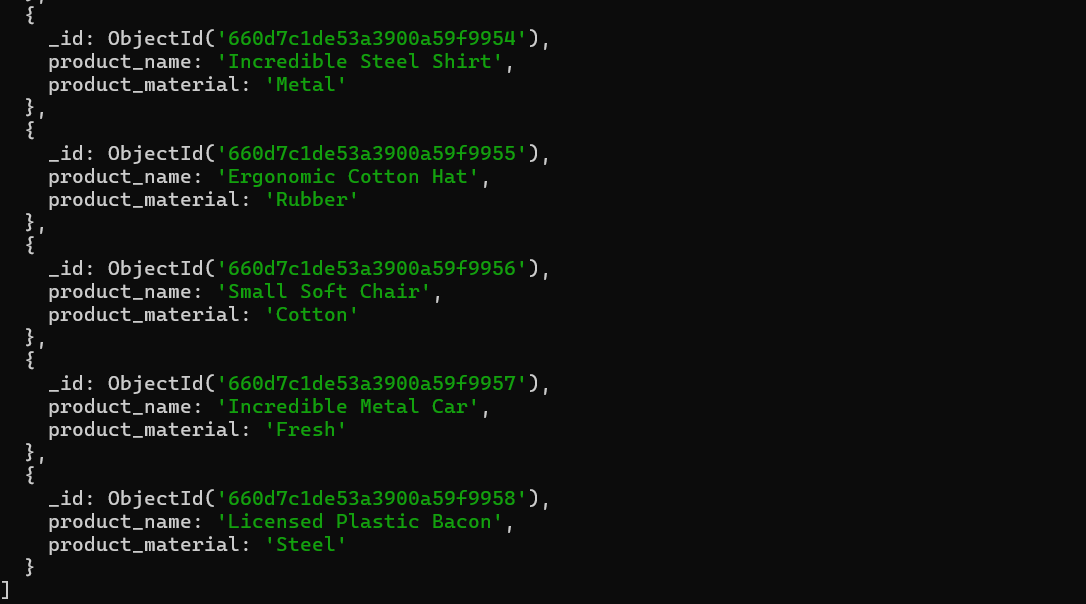 },
{
_id: ObjectId('660d7c1de53a3900a59f9954'),
product_name: 'Incredible Steel Shirt',
product_material: 'Metal'
},
{
_id: ObjectId('660d7c1de53a3900a59f9955'),
product_name: 'Ergonomic Cotton Hat',
product_material: 'Rubber'
},
{
_id: ObjectId('660d7c1de53a3900a59f9956'),
product_name: 'Small Soft Chair',
product_material: 'Cotton'
},
{
_id: ObjectId('660d7c1de53a3900a59f9957'),
product_name: 'Incredible Metal Car',
product_material: 'Fresh'
},
{
_id: ObjectId('660d7c1de53a3900a59f9958'),
product_name: 'Licensed Plastic Bacon',
product_material: 'Steel'
}
]